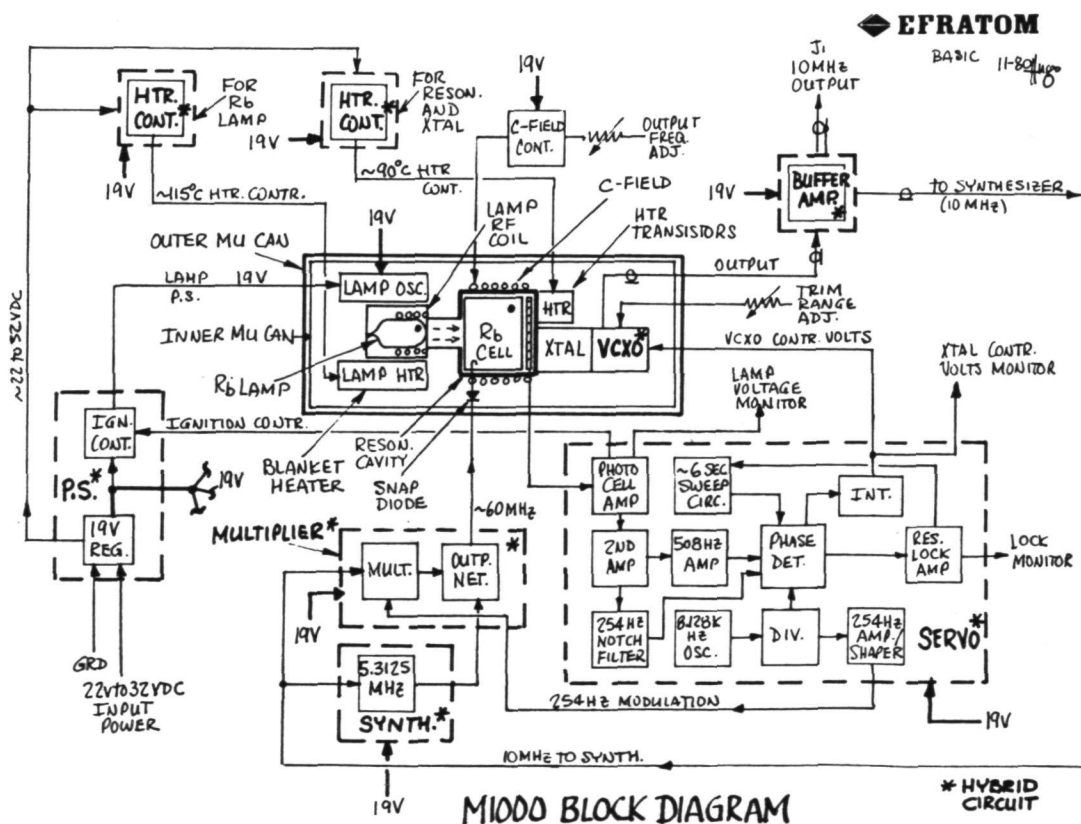 EFRATOM
BASIC 11-80
J1
10MHZ
OUTPUT
HTR.
CONT.*
FOR
Rb
LAMP
HTR.
CONT.*
FOR
RESON.
AND
XTAL
19V
C-FIELD
CONT.
OUTPUT
FREQ.
ADJ.
19V
19V
~115°C HTR. CONTR.
~90°C HTR
CONT.
19V
BUFFER
AMP.*
TO SYNTHESIZER
(10 MHZ)
19V
LAMP
RF
COIL
C-FIELD
HTR
TRANSISTORS
OUTER MU CAN
LAMP
P.S.
19V
LAMP OSC.
OUTPUT
HTR
TRIM
RANGE
ADJ.
~22 TO 32VDC
INNER MU CAN
Rb
CELL
XTAL
VCXO*
VCXO CONTR. VOLTS
XTAL CONTR.
VOLTS MONITOR
Rb LAMP
LAMP HTR
LAMP
VOLTAGE
MONITOR
IGN.
CONT.
IGNITION CONTR.
RESON.
CAVITY
BLANKET
HEATER
SNAP
DIODE
P.S.*
19V
~60MHZ
PHOTO
CELL
AMP
~6 SEC
SWEEP
CIRC.
INT.
19V
REG.
MULTIPLIER*
MULT.
OUTP.
NET.
*
2ND
AMP
508HZ
AMP
PHASE
DET.
RES.
LOCK
AMP
LOCK
MONITOR
19V
254HZ
NOTCH
FILTER
8.128K
HZ
OSC.
DIV.
254HZ
AMP./
SHAPER
SERVO*
GRD
22V TO 32VDC
INPUT
POWER
5.3125
MHZ
SYNTH.*
254HZ MODULATION
19V
10MHZ TO SYNTH.
19V
M1000 BLOCK DIAGRAM
* HYBRID
CIRCUIT